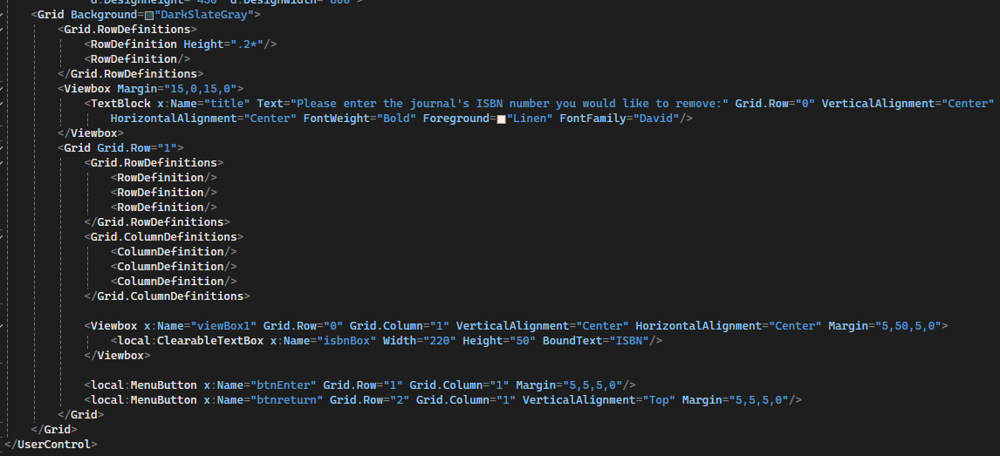 d:DesignHeight="450" d:DesignWidth="800">
<Grid Background="DarkSlateGray">
<Grid.RowDefinitions>
<RowDefinition Height=".2*"/>
<RowDefinition/>
</Grid.RowDefinitions>
<Viewbox Margin="15,0,15,0">
<TextBlock x:Name="title" Text="Please enter the journal's ISBN number you would like to remove:" Grid.Row="0" VerticalAlignment="Center"
HorizontalAlignment="Center" FontWeight="Bold" Foreground="Linen" FontFamily="David"/>
</Viewbox>
<Grid Grid.Row="1">
<Grid.RowDefinitions>
<RowDefinition/>
<RowDefinition/>
<RowDefinition/>
</Grid.RowDefinitions>
<Grid.ColumnDefinitions>
<ColumnDefinition/>
<ColumnDefinition/>
<ColumnDefinition/>
</Grid.ColumnDefinitions>
<Viewbox x:Name="viewBox1" Grid.Row="0" Grid.Column="1" VerticalAlignment="Center" HorizontalAlignment="Center" Margin="5,50,5,0">
<local:ClearableTextBox x:Name="isbnBox" Width="220" Height="50" BoundText="ISBN"/>
</Viewbox>
<local:MenuButton x:Name="btnEnter" Grid.Row="1" Grid.Column="1" Margin="5,5,5,0"/>
<local:MenuButton x:Name="btnreturn" Grid.Row="2" Grid.Column="1" VerticalAlignment="Top" Margin="5,5,5,0"/>
</Grid>
</Grid>
</UserControl>